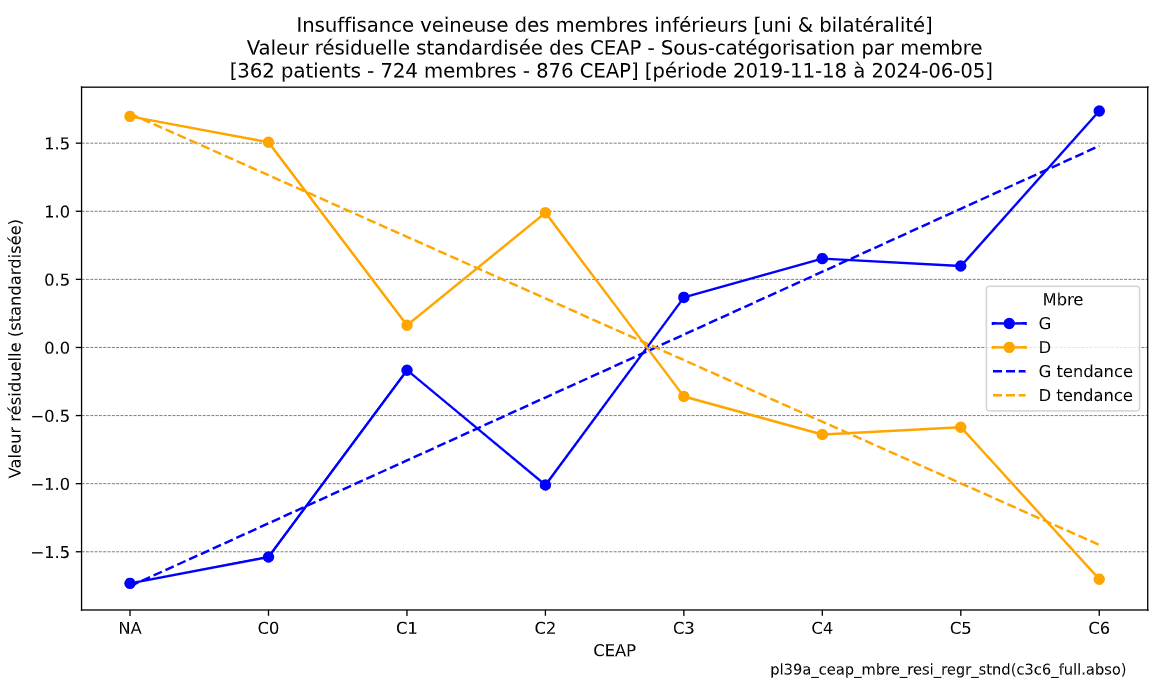 Insuffisance veineuse des membres inférieurs [uni & bilatéralité]
Valeur résiduelle standardisée des CEAP - Sous-catégorisation par membre
[362 patients - 724 membres - 876 CEAP] [période 2019-11-18 à 2024-06-05]
Valeur résiduelle (standardisée)
1.5
1.0
0.5
0.0
−0.5
−1.0
−1.5
Mbre
G
D
G tendance
D tendance
NA C0 C1 C2 C3 C4 C5 C6
CEAP
pl39a_ceap_mbre_resi_regr_stnd(c3c6_full.abso)